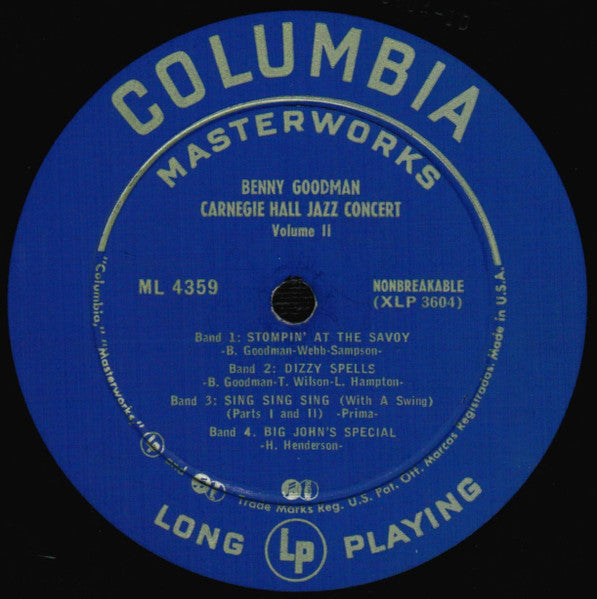 COLUMBIA
MASTERWORKS
BENNY GOODMAN
CARNEGIE HALL JAZZ CONCERT
Volume II
ML 4359
NONBREAKABLE
(XLP 3604)
Band 1: STOMPIN' AT THE SAVOY
-B. Goodman-Webb-Sampson-
Band 2: DIZZY SPELLS
-B. Goodman-T. Wilson-L. Hampton-
Band 3: SING SING SING (With A Swing)
(Parts I and II) -Prima-
Band 4. BIG JOHN'S SPECIAL
-H. Henderson-
"Columbia," "Masterworks," LP and Trade Marks Reg. U.S. Pat. Off. Marcas Registradas. Made in U.S.A.
LONG LP PLAYING